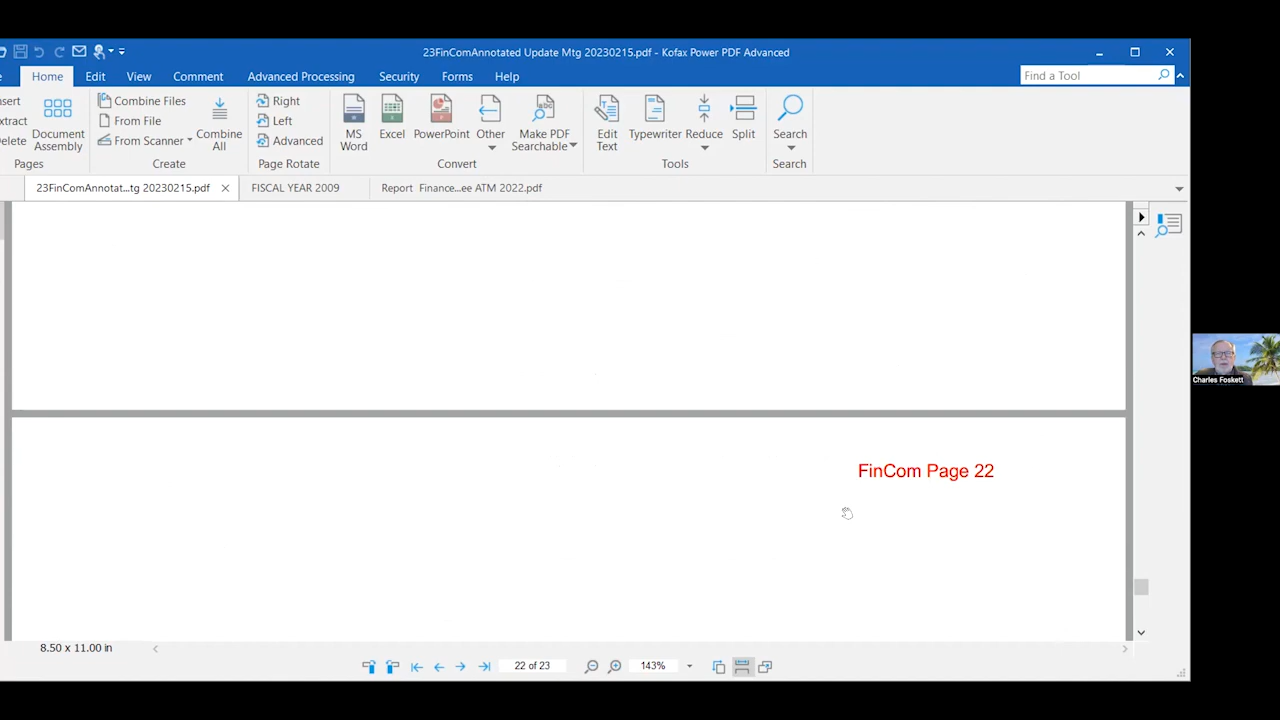 23FinComAnnotated Update Mtg 20230215.pdf - Kofax Power PDF Advanced
Home Edit View Comment Advanced Processing Security Forms Help
Find a Tool
nsert
xtract
elete
Pages
Document
Assembly
Combine Files
From File
From Scanner
Combine
All
Create
Right
Left
Advanced
Page Rotate
MS
Word
Excel
PowerPoint
Other
Make PDF
Searchable
Convert
Edit
Text
Typewriter
Reduce
Split
Tools
Search
Search
23FinComAnnotat...tg 20230215.pdf
FISCAL YEAR 2009
Report Finance...ee ATM 2022.pdf
FinCom Page 22
Charles Foskett
8.50 x 11.00 in
22 of 23
143%